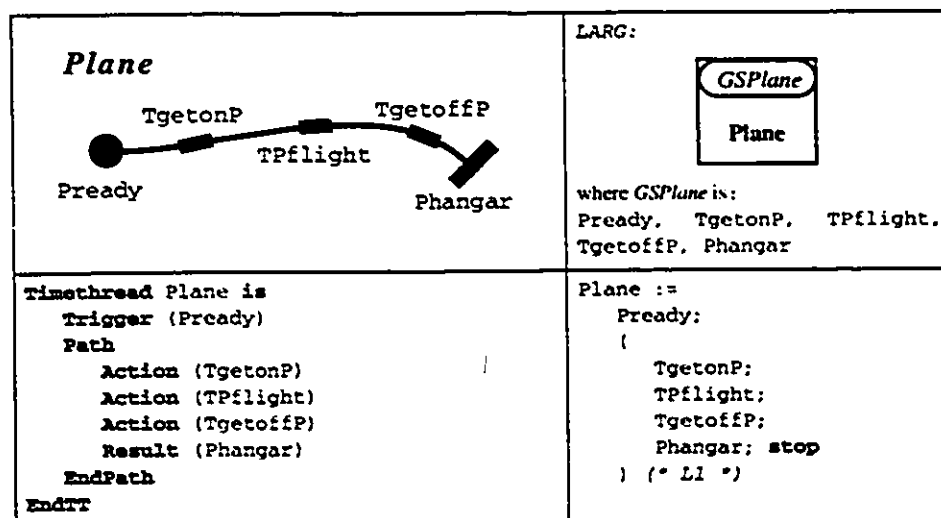 Plane
TgetonP
TgetoffP
TPflight
Pready
Phangar
LARG:
GSPlane
Plane
where GSPlane is:
Pready, TgetonP, TPflight,
TgetoffP, Phangar
Timethread Plane is
Trigger (Pready)
Path
Action (TgetonP)
Action (TPflight)
Action (TgetoffP)
Result (Phangar)
EndPath
EndTT
Plane :=
Pready;
(
TgetonP;
TPflight;
TgetoffP;
Phangar; stop
) (* L1 *)